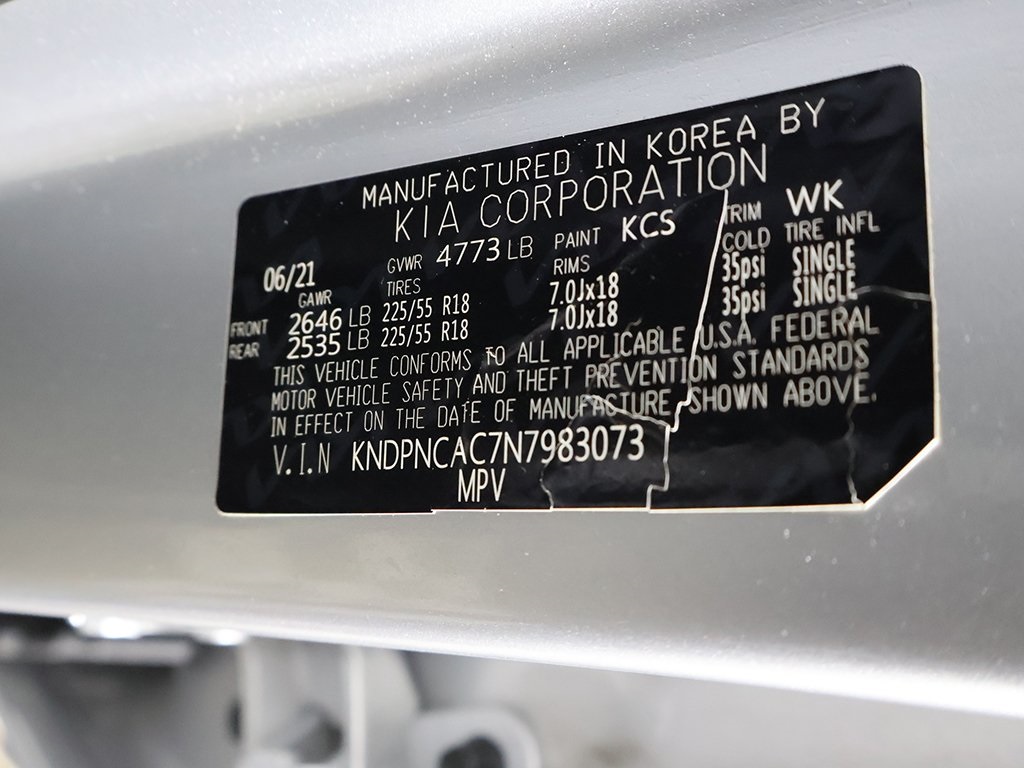 MANUFACTURED IN KOREA BY
KIA CORPORATION
06/21 GVWR 4773 LB PAINT KCS TRIM WK
GAWR TIRES RIMS COLD TIRE INFL
FRONT 2646 LB 225/55 R18 7.0Jx18 35psi SINGLE
REAR 2535 LB 225/55 R18 7.0Jx18 35psi SINGLE
THIS VEHICLE CONFORMS TO ALL APPLICABLE U.S.A. FEDERAL
MOTOR VEHICLE SAFETY AND THEFT PREVENTION STANDARDS
IN EFFECT ON THE DATE OF MANUFACTURE SHOWN ABOVE.
V.I.N KNDPNCAC7N7983073
MPV